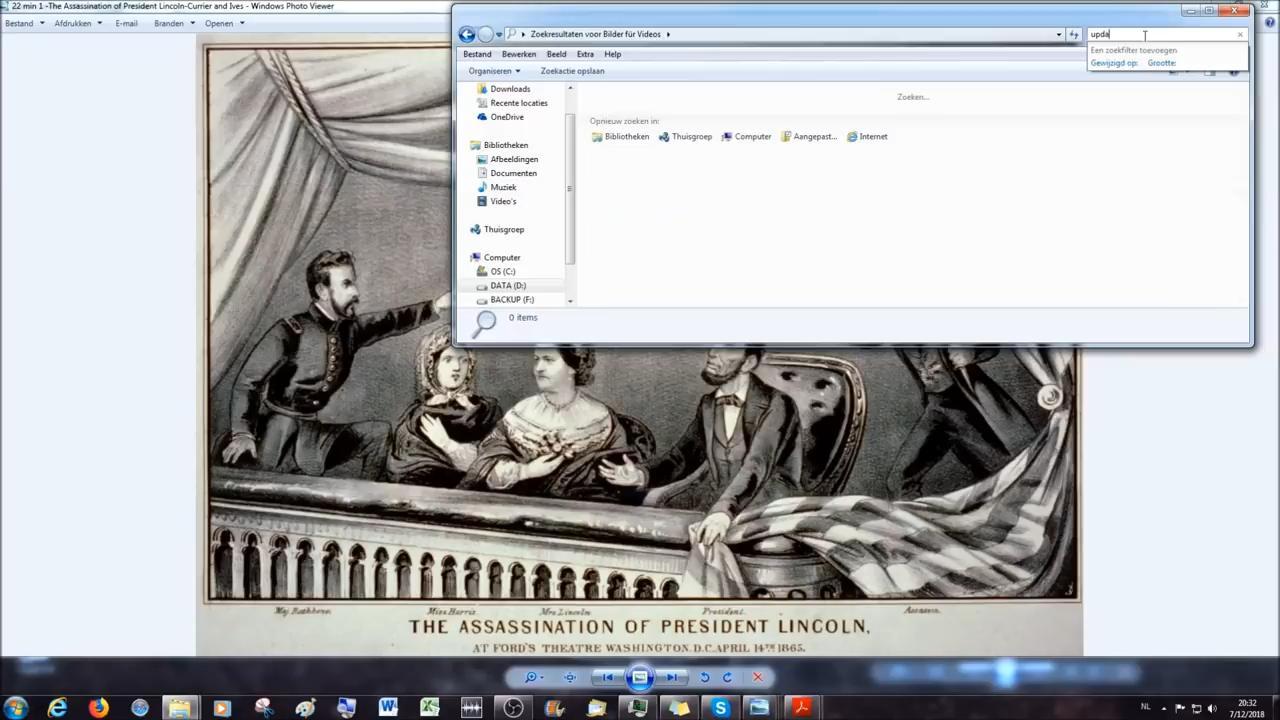 22 min 1 -The Assassination of President Lincoln-Currier and Ives - Windows Photo Viewer
Bestand Afdrukken E-mail Branden Openen
Zoekresultaten voor Bilder für Videos
upda
Een zoekfilter toevoegen
Gewijzigd op: Grootte:
Bestand Bewerken Beeld Extra Help
Organiseren Zoekactie opslaan
Downloads
Recente locaties
OneDrive
Bibliotheken
Afbeeldingen
Documenten
Muziek
Video's
Thuisgroep
Computer
OS (C:)
DATA (D:)
BACKUP (F:)
Zoeken...
Opnieuw zoeken in:
Bibliotheken Thuisgroep Computer Aangepast... Internet
0 items
Maj. Rathbone. Miss Harris. Mrs. Lincoln. President. Assassin.
THE ASSASSINATION OF PRESIDENT LINCOLN,
AT FORD'S THEATRE WASHINGTON.D.C.APRIL 14TH 1865.
NL
20:32
7/12/2018